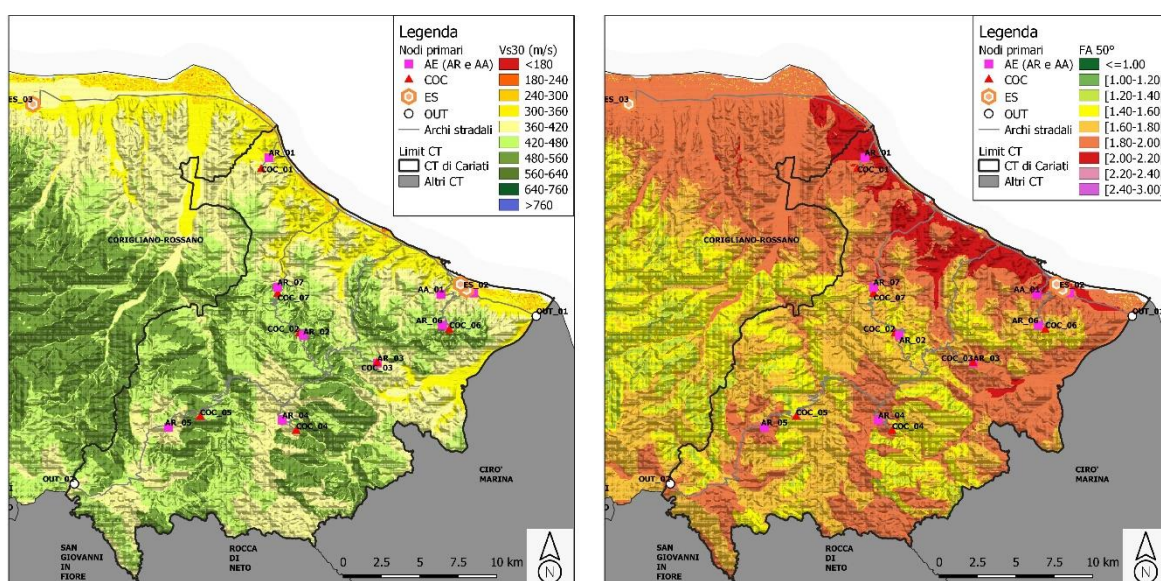 Legenda
Nodi primari
AE (AR e AA)
COC
ES
OUT
Archi stradali
Limit CT
CT di Cariati
Altri CT
Vs30 (m/s)
<180
180-240
240-300
300-360
360-420
420-480
480-560
560-640
640-760
>760
ES_03
AR_01
COC_01
CORIGLIANO-ROSSANO
AR_07
COC_07
AA_01
ES_02
OUT_01
COC_02
AR_02
AR_06
COC_06
AR_03
COC_03
COC_05
AR_05
AR_04
COC_04
CIRO'
MARINA
SAN
GIOVANNI
IN
FIORE
ROCCA
DI
NETO
0 2.5 5 7.5 10 km
N
Legenda
Nodi primari
AE (AR e AA)
COC
ES
OUT
Archi stradali
Limit CT
CT di Cariati
Altri CT
FA 50°
<=1.00
[1.00-1.20
[1.20-1.40
[1.40-1.60
[1.60-1.80
[1.80-2.00
[2.00-2.20
[2.20-2.40
[2.40-3.00]
ES_03
AR_01
COC_01
CORIGLIANO-ROSSANO
AR_07
COC_07
AA_01
ES_02
COC_02
AR_02
AR_06
COC_06
COC_03
AR_03
COC_05
AR_05
AR_04
COC_04
CIRO'
MARINA
SAN
GIOVANNI
IN
FIORE
ROCCA
DI
NETO
0 2.5 5 7.5 10 km
N